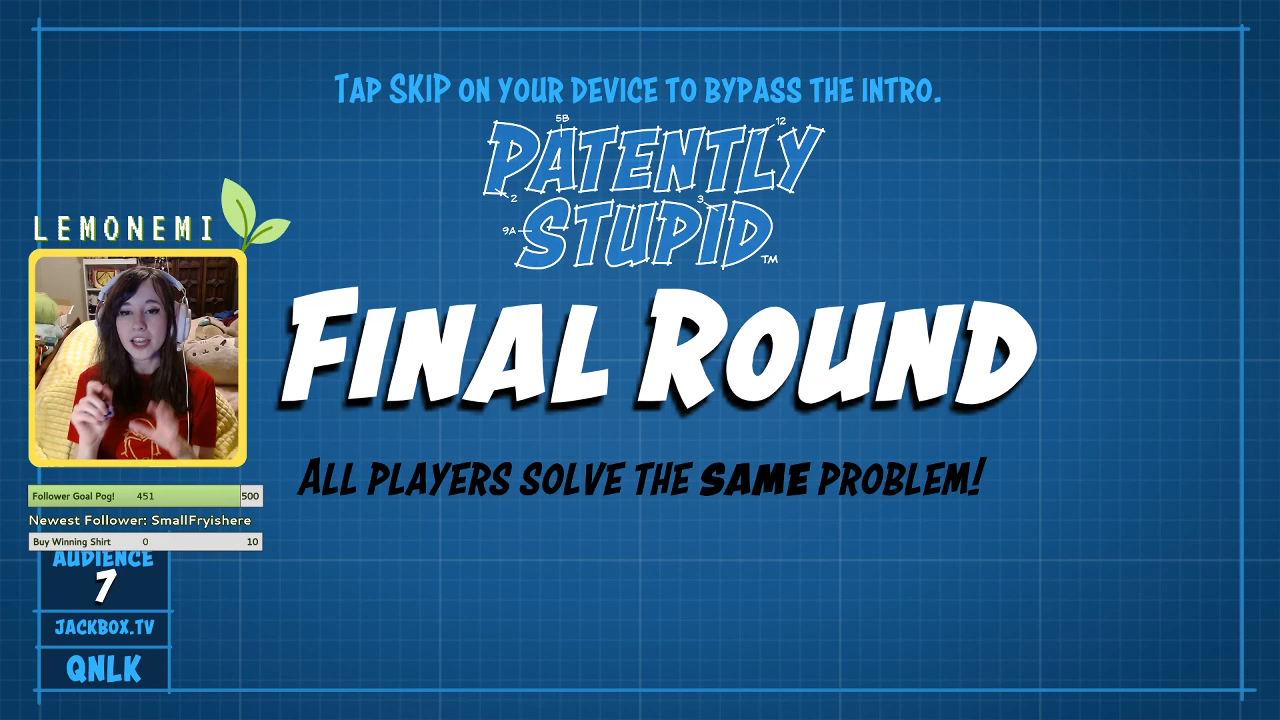 TAP SKIP ON YOUR DEVICE TO BYPASS THE INTRO.
5B
12
PATENTLY
2
3
9A
STUPID
TM
LEMONEMI
FINAL ROUND
ALL PLAYERS SOLVE THE SAME PROBLEM!
Follower Goal Pog! 451 500
Newest Follower: SmallFryishere
Buy Winning Shirt 0 10
AUDIENCE
7
JACKBOX.TV
QNLK